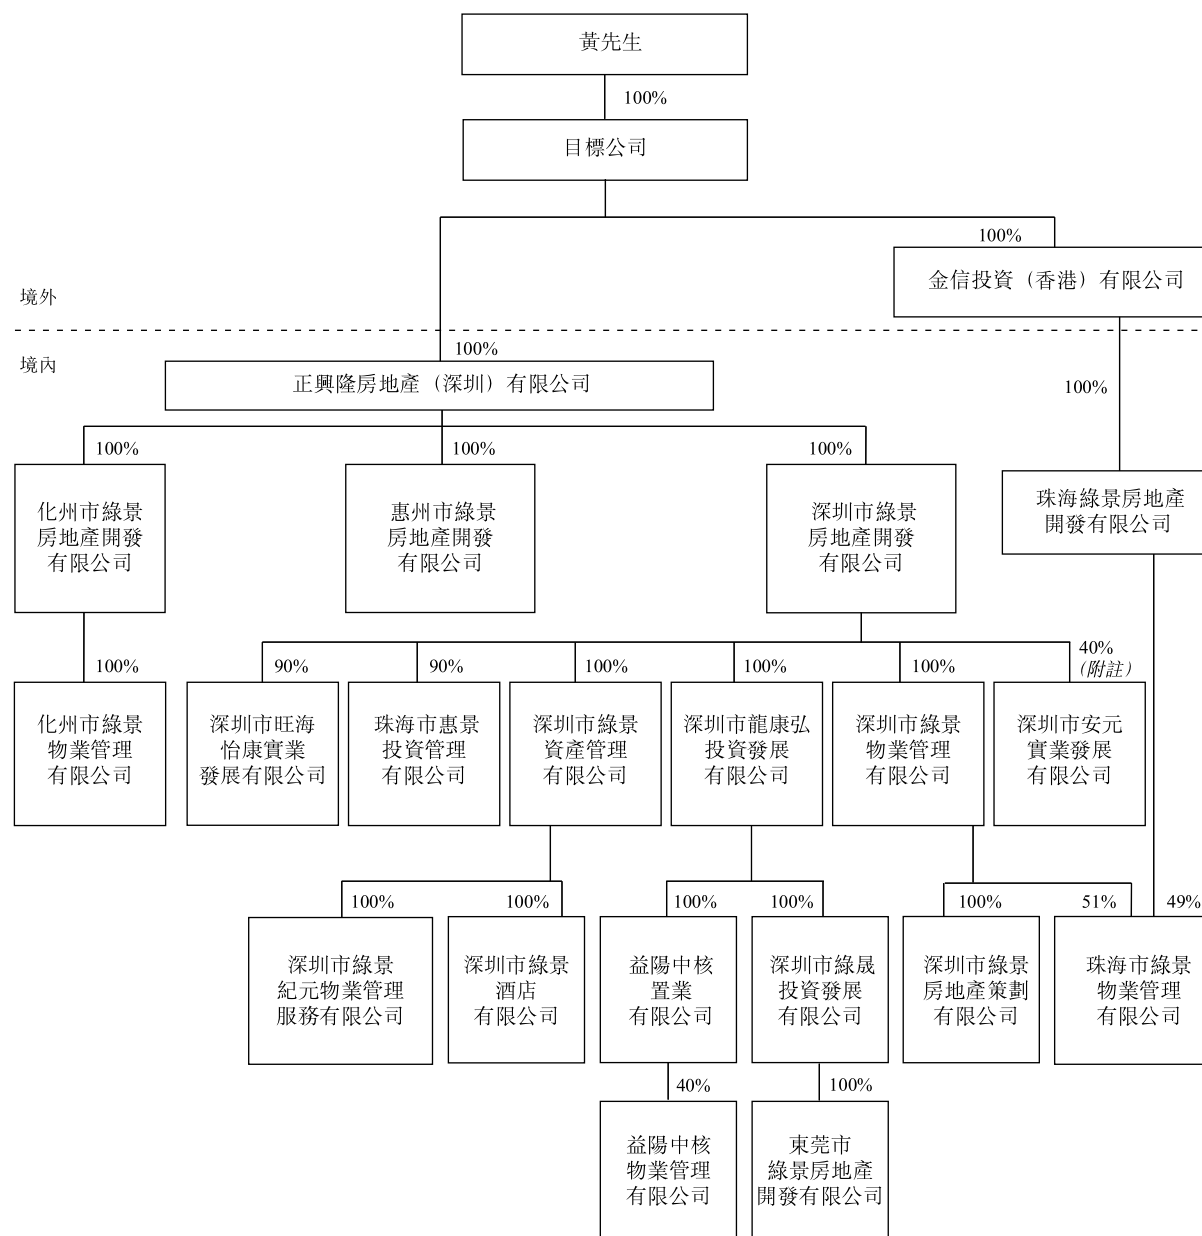 黃先生
100%
目標公司
100%
金信投資（香港）有限公司
境外
境內
100%
正興隆房地產（深圳）有限公司
100%
100%
100%
100%
化州市綠景
房地產開發
有限公司
惠州市綠景
房地產開發
有限公司
深圳市綠景
房地產開發
有限公司
珠海綠景房地產
開發有限公司
100%
90%
90%
100%
100%
100%
40%
(附註)
化州市綠景
物業管理
有限公司
深圳市旺海
怡康實業
發展有限公司
珠海市惠景
投資管理
有限公司
深圳市綠景
資產管理
有限公司
深圳市龍康弘
投資發展
有限公司
深圳市綠景
物業管理
有限公司
深圳市安元
實業發展
有限公司
100%
100%
100%
100%
100%
51%
49%
深圳市綠景
紀元物業管理
服務有限公司
深圳市綠景
酒店
有限公司
益陽中核
置業
有限公司
深圳市綠晟
投資發展
有限公司
深圳市綠景
房地產策劃
有限公司
珠海市綠景
物業管理
有限公司
40%
100%
益陽中核
物業管理
有限公司
東莞市
綠景房地產
開發有限公司